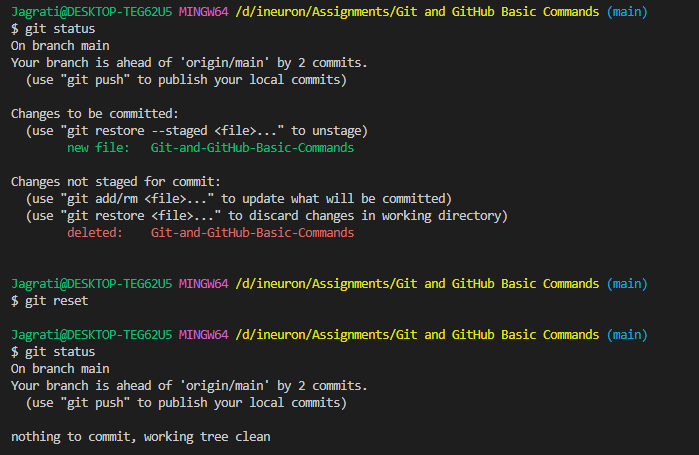 Jagrati@DESKTOP-TEG62U5 MINGW64 /d/ineuron/Assignments/Git and GitHub Basic Commands (main)
$ git status
On branch main
Your branch is ahead of 'origin/main' by 2 commits.
  (use "git push" to publish your local commits)

Changes to be committed:
  (use "git restore --staged <file>..." to unstage)
        new file:   Git-and-GitHub-Basic-Commands

Changes not staged for commit:
  (use "git add/rm <file>..." to update what will be committed)
  (use "git restore <file>..." to discard changes in working directory)
        deleted:    Git-and-GitHub-Basic-Commands

Jagrati@DESKTOP-TEG62U5 MINGW64 /d/ineuron/Assignments/Git and GitHub Basic Commands (main)
$ git reset

Jagrati@DESKTOP-TEG62U5 MINGW64 /d/ineuron/Assignments/Git and GitHub Basic Commands (main)
$ git status
On branch main
Your branch is ahead of 'origin/main' by 2 commits.
  (use "git push" to publish your local commits)

nothing to commit, working tree clean